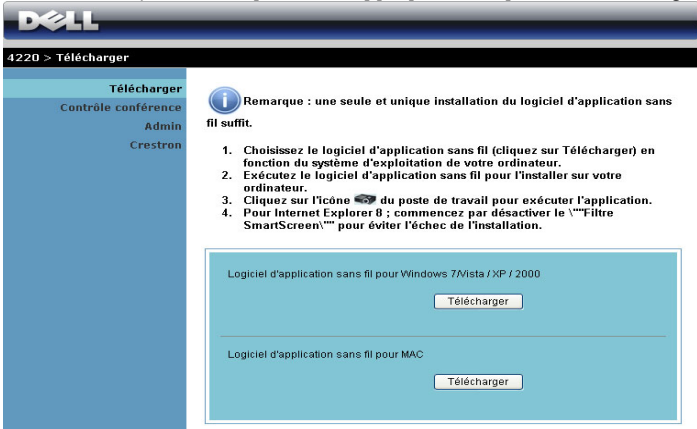 DELL
4220 > Télécharger
Télécharger
Contrôle conférence
Admin
Crestron
Remarque : une seule et unique installation du logiciel d'application sans
fil suffit.
1. Choisissez le logiciel d'application sans fil (cliquez sur Télécharger) en
fonction du système d'exploitation de votre ordinateur.
2. Exécutez le logiciel d'application sans fil pour l'installer sur votre
ordinateur.
3. Cliquez sur l'icône du poste de travail pour exécuter l'application.
4. Pour Internet Explorer 8 ; commencez par désactiver le \""Filtre
SmartScreen\"" pour éviter l'échec de l'installation.
Logiciel d'application sans fil pour Windows 7/Vista / XP / 2000
Télécharger
Logiciel d'application sans fil pour MAC
Télécharger